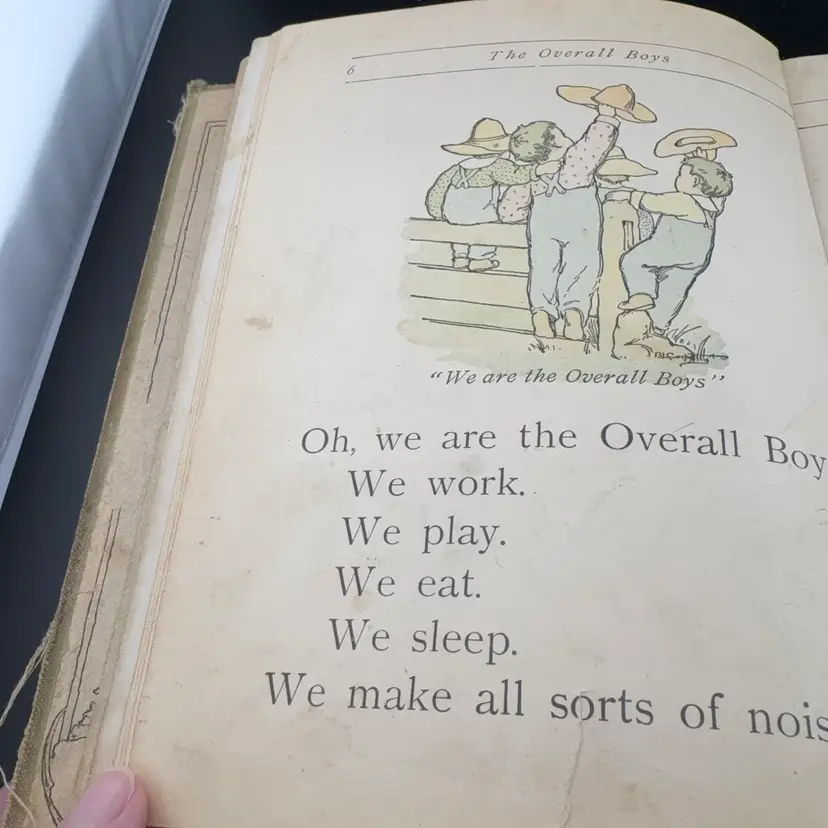 6
The Overall Boys
"We are the Overall Boys"
Oh, we are the Overall Boy
We work.
We play.
We eat.
We sleep.
We make all sorts of nois